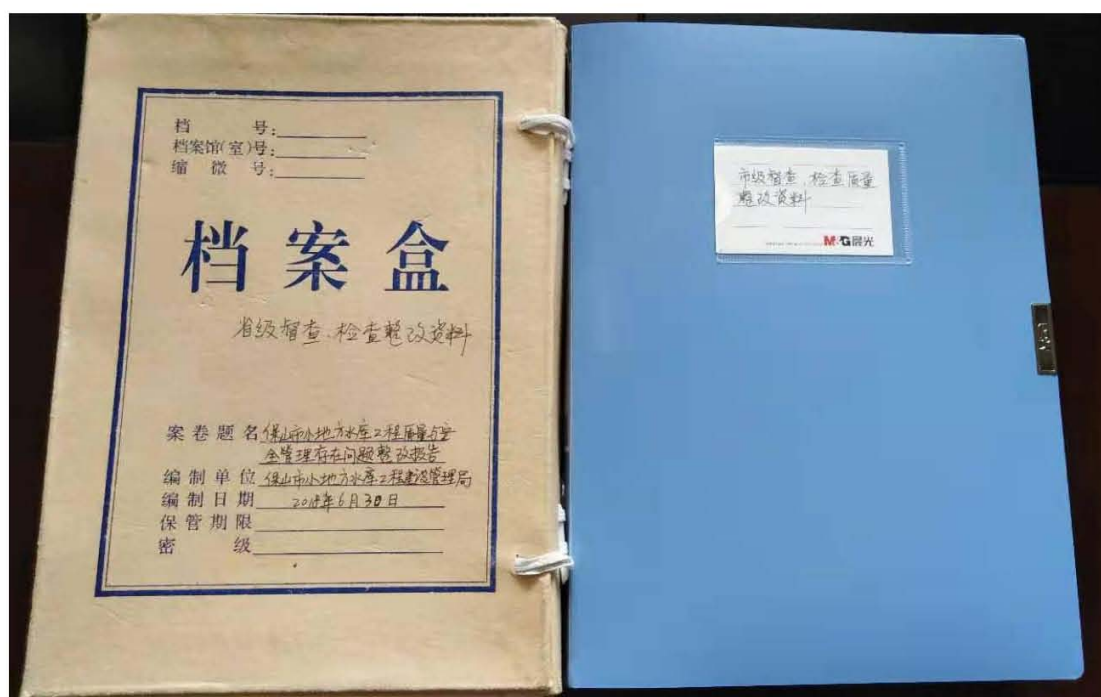 档 号:
档案馆(室)号:
缩 微 号:
档案盒
省级督查、检查整改资料
案卷题名 保山市小地方水库工程质量与安
全管理存在问题整改报告
编制单位 保山市小地方水库工程建设管理局
编制日期 2018年6月30日
保管期限
密 级
市级督查、检查质量
整改资料
M&G晨光